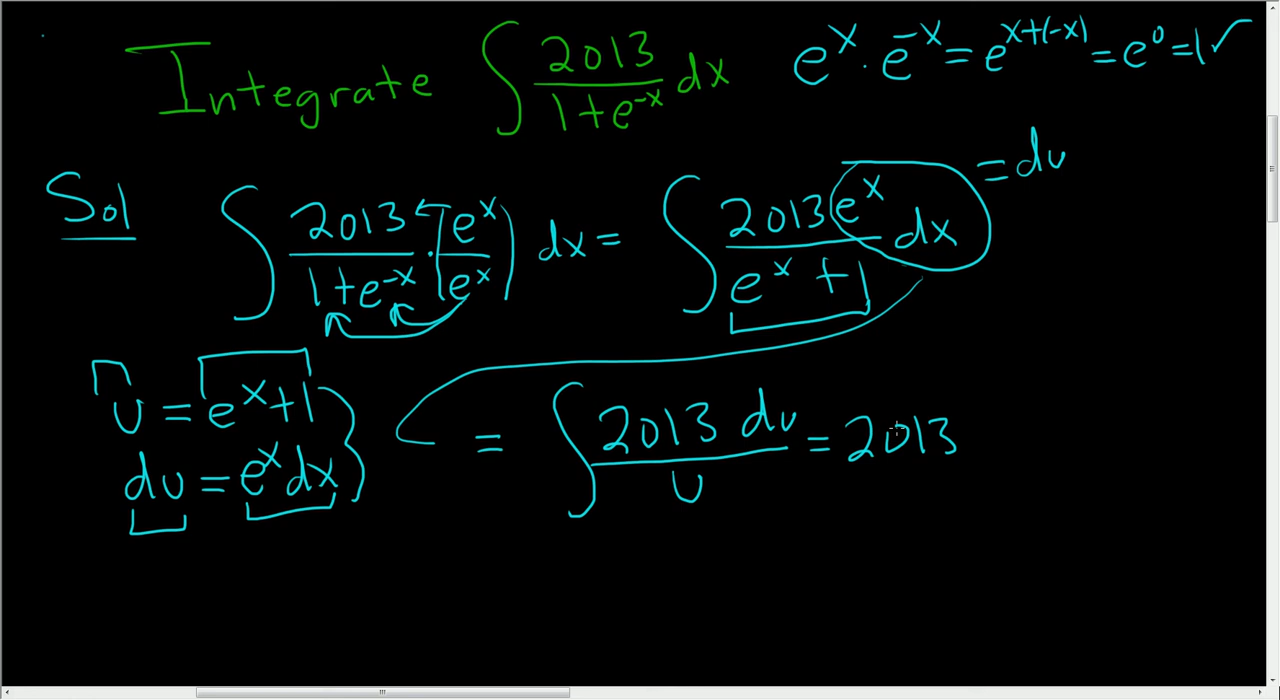 Integrate ∫ 2013/(1+e^-x) dx
e^x · e^-x = e^(x+(-x)) = e^0 = 1 ✓
Sol ∫ 2013/(1+e^-x) · (e^x/e^x) dx = ∫ 2013e^x/(e^x + 1) dx = du
u = e^x+1
du = e^x dx
= ∫ 2013 du/u = 2013